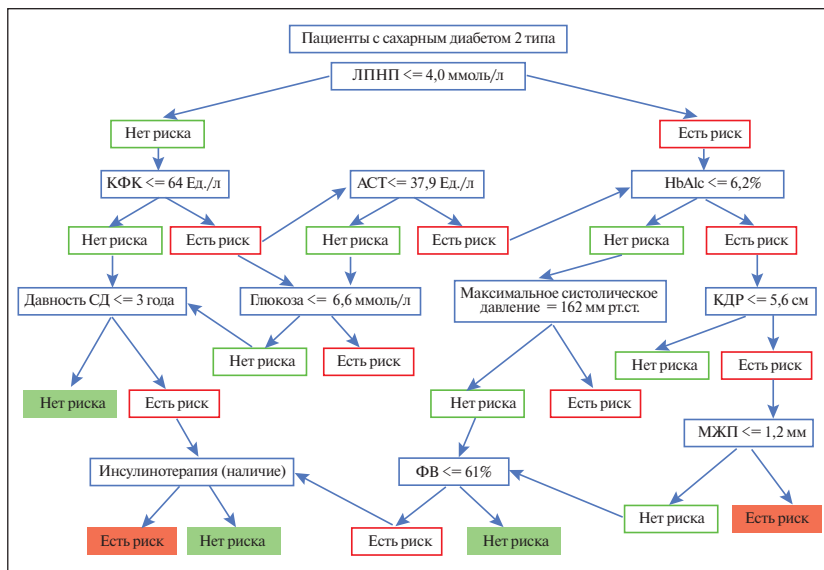 Пациенты с сахарным диабетом 2 типа
ЛПНП <= 4,0 ммоль/л
Нет риска
Есть риск
КФК <= 64 Ед./л
АСТ<= 37,9 Ед./л
HbAlc <= 6,2%
Нет риска
Есть риск
Нет риска
Есть риск
Нет риска
Есть риск
Давность СД <= 3 года
Глюкоза <= 6,6 ммоль/л
Максимальное систолическое
давление = 162 мм рт.ст.
КДР <= 5,6 см
Нет риска
Есть риск
Нет риска
Есть риск
Нет риска
Есть риск
Нет риска
Есть риск
МЖП <= 1,2 мм
Инсулинотерапия (наличие)
ФВ <= 61%
Нет риска
Есть риск
Есть риск
Нет риска
Есть риск
Нет риска